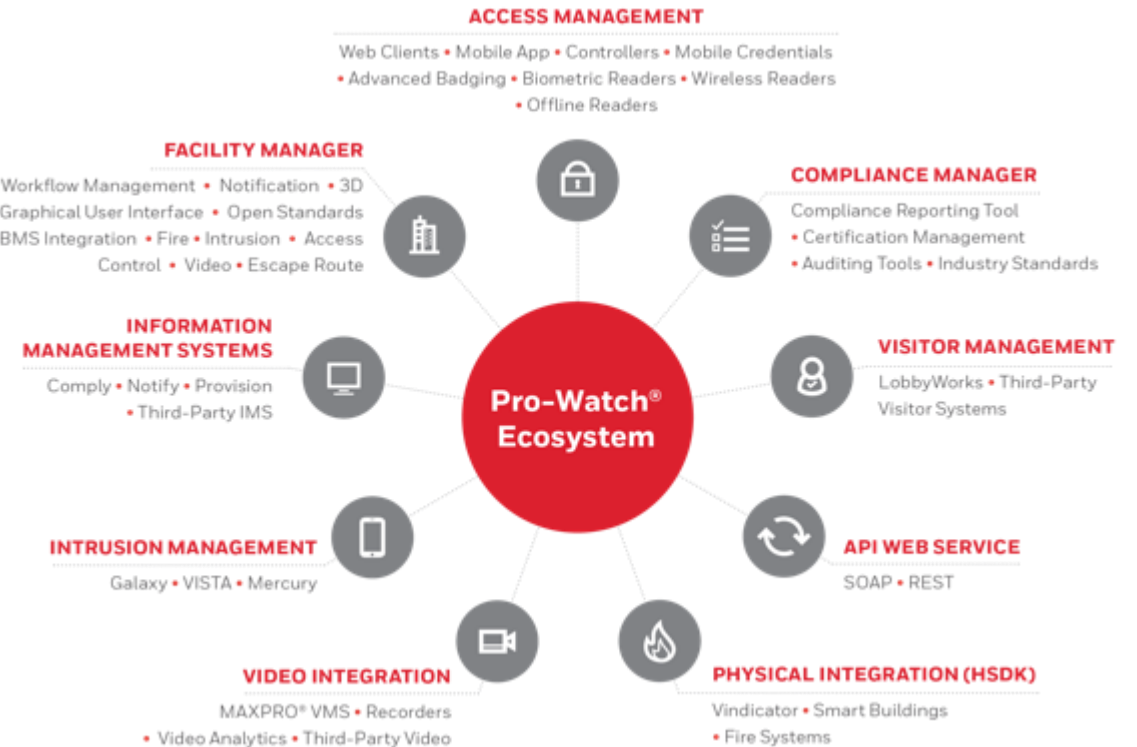 ACCESS MANAGEMENT
Web Clients • Mobile App • Controllers • Mobile Credentials
• Advanced Badging • Biometric Readers • Wireless Readers
• Offline Readers
FACILITY MANAGER
Workflow Management • Notification • 3D
Graphical User Interface • Open Standards
BMS Integration • Fire • Intrusion • Access
Control • Video • Escape Route
COMPLIANCE MANAGER
Compliance Reporting Tool
• Certification Management
• Auditing Tools • Industry Standards
INFORMATION
MANAGEMENT SYSTEMS
Comply • Notify • Provision
• Third-Party IMS
VISITOR MANAGEMENT
LobbyWorks • Third-Party
Visitor Systems
Pro-Watch®
Ecosystem
INTRUSION MANAGEMENT
Galaxy • VISTA • Mercury
API WEB SERVICE
SOAP • REST
VIDEO INTEGRATION
MAXPRO® VMS • Recorders
• Video Analytics • Third-Party Video
PHYSICAL INTEGRATION (HSDK)
Vindicator • Smart Buildings
• Fire Systems